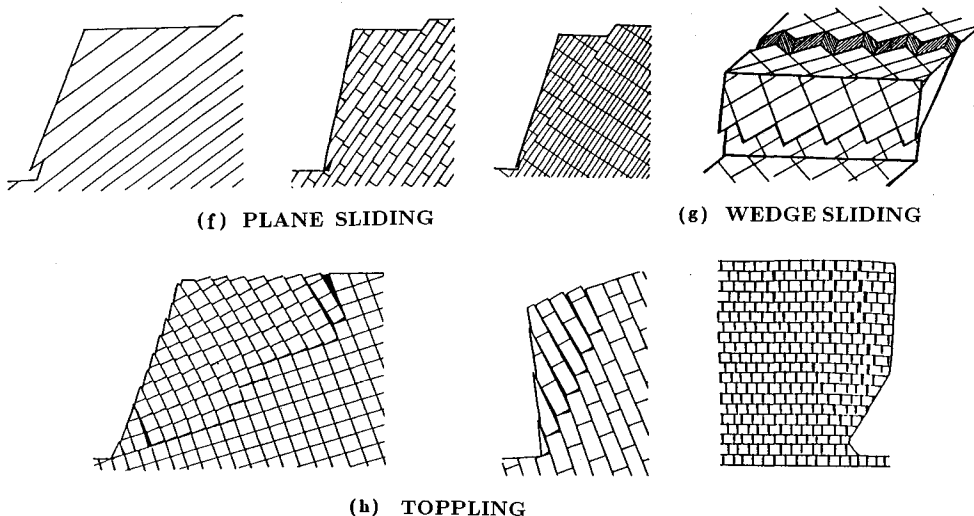 (f) PLANE SLIDING
(g) WEDGE SLIDING
(h) TOPPLING